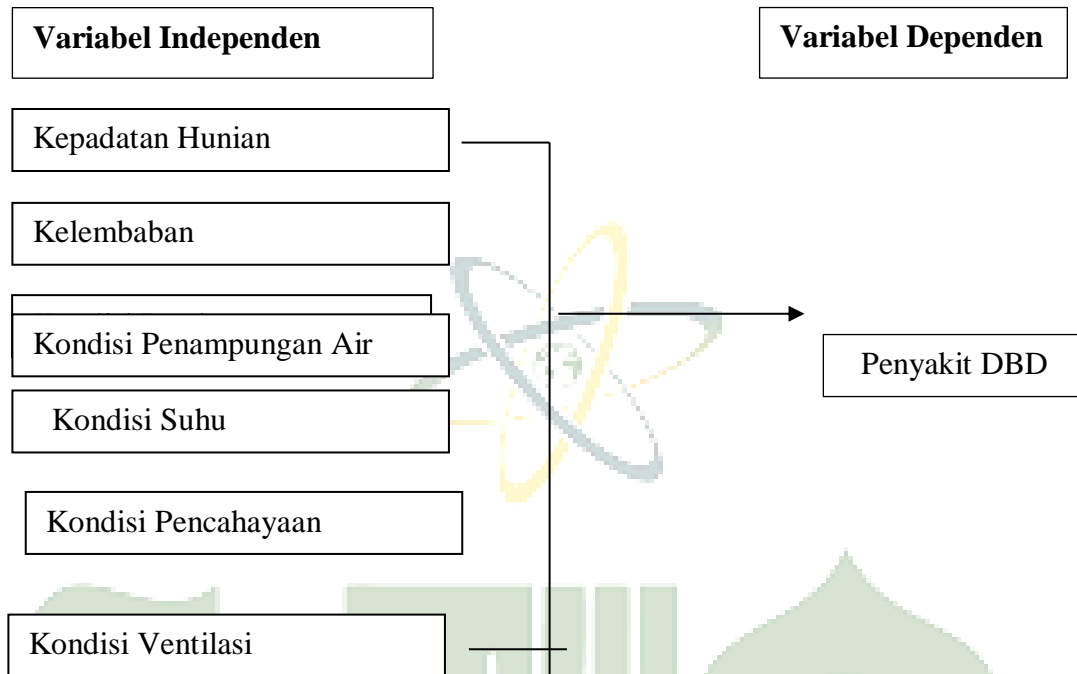 Variabel Independen
Variabel Dependen
Kepadatan Hunian
Kelembaban
Kondisi Penampungan Air
Penyakit DBD
Kondisi Suhu
Kondisi Pencahayaan
Kondisi Ventilasi